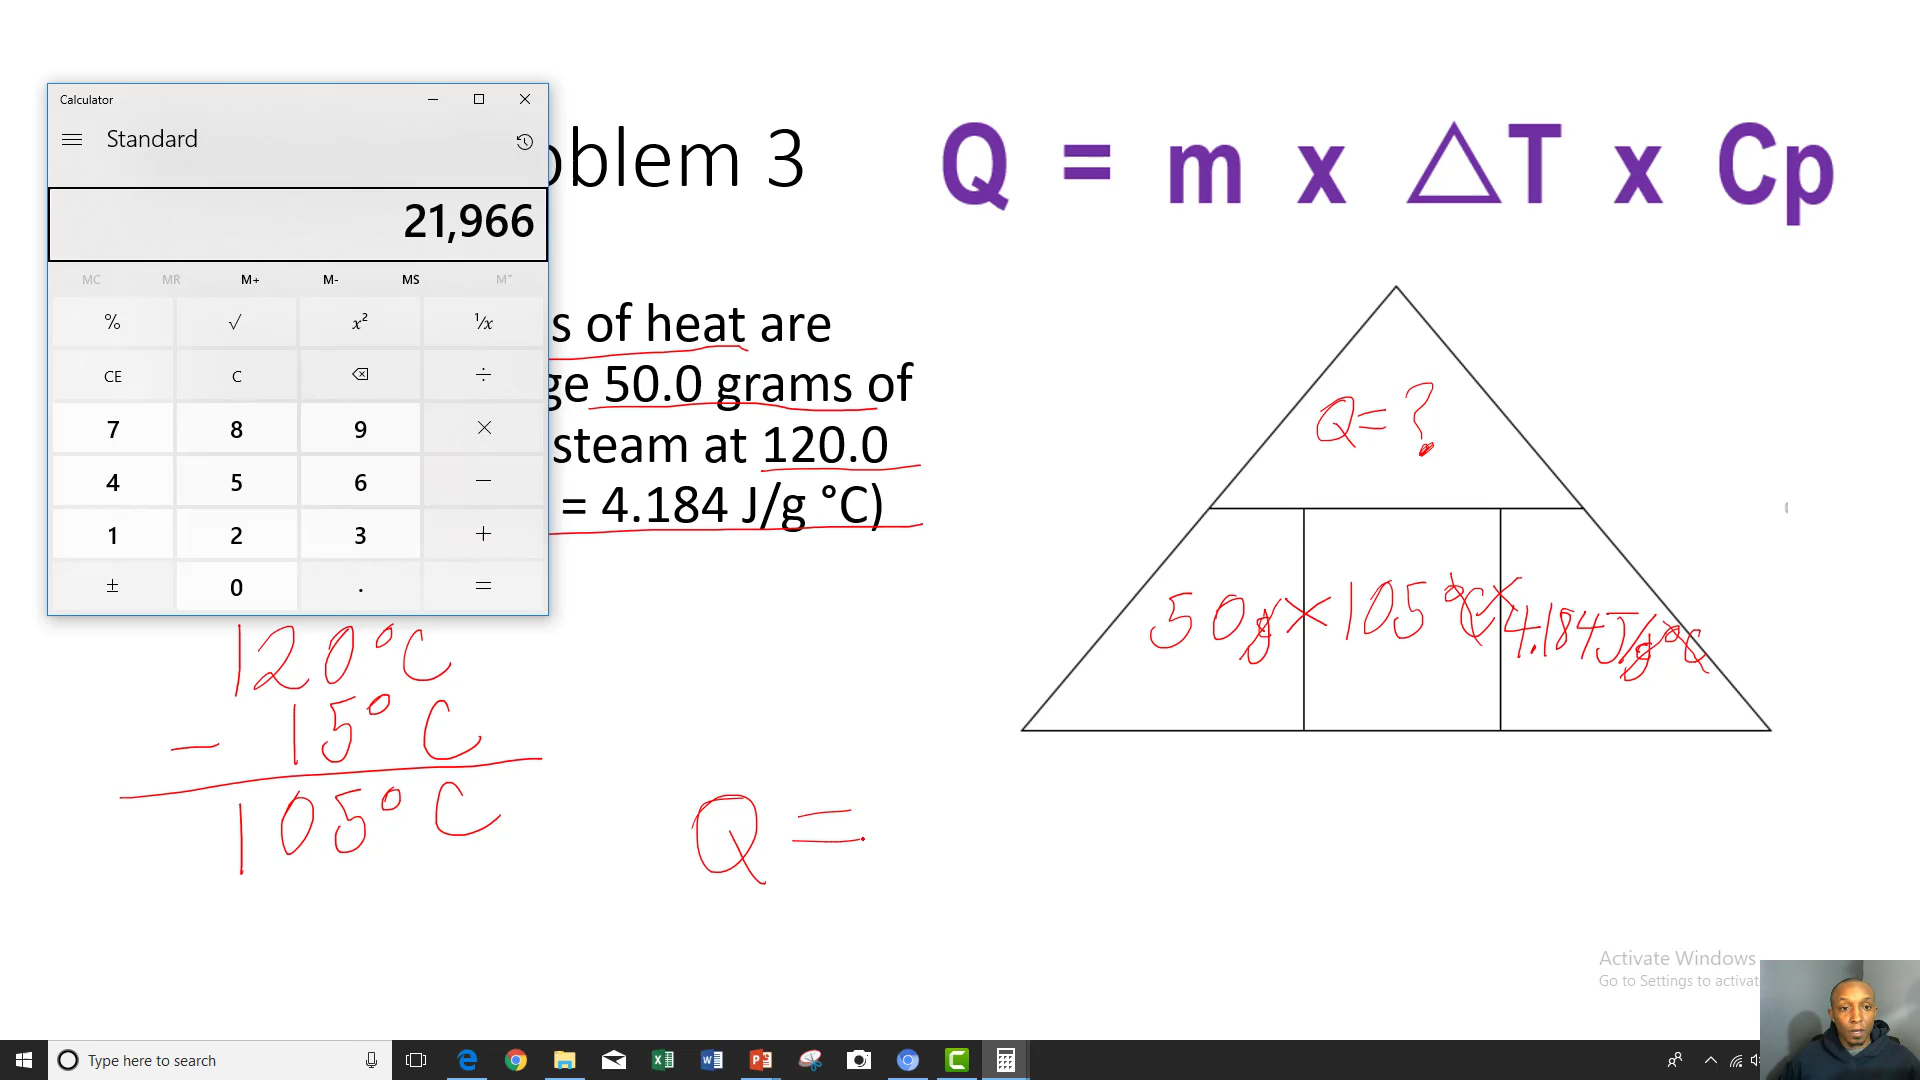 Calculator
Standard
21,966
MC MR M+ M- MS M˅
% √ x² ¹/x
CE C ÷
7 8 9 ×
4 5 6 −
1 2 3 +
± 0 . =
oblem 3
Q = m x △T x Cp
s of heat are
ge 50.0 grams of
steam at 120.0
= 4.184 J/g °C)
Q = ?
50g × 105 °C × 4.184 J/g °C
120°C
- 15°C
105°C
Q =
Activate Windows
Go to Settings to activat
Type here to search